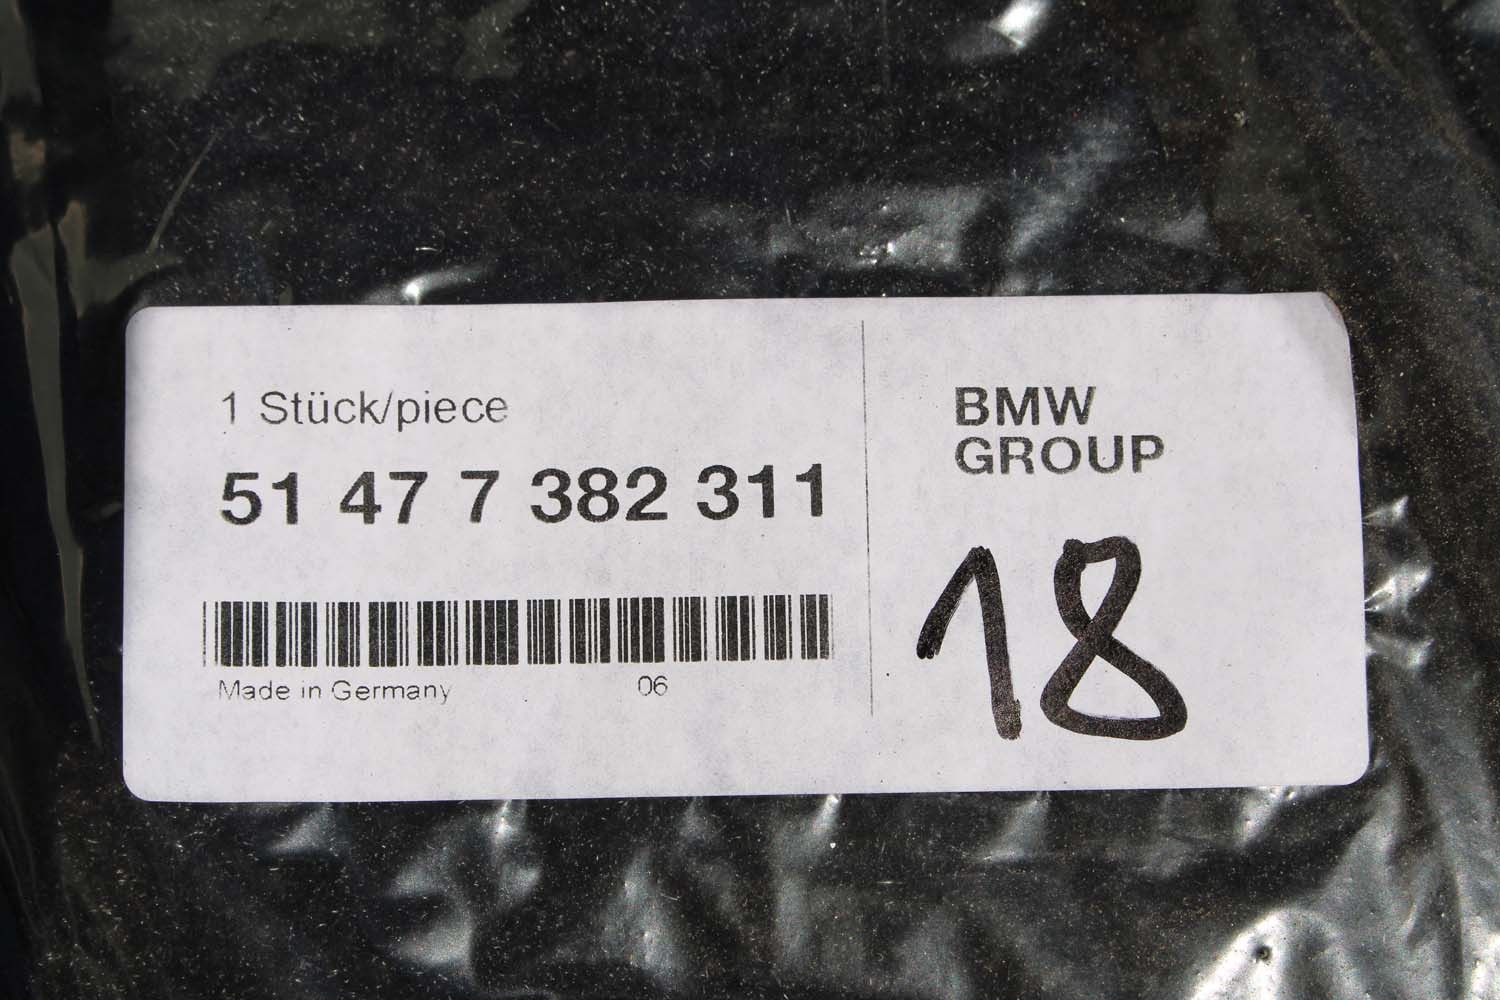 1 Stück/piece
51 47 7 382 311
Made in Germany 06
BMW
GROUP
18